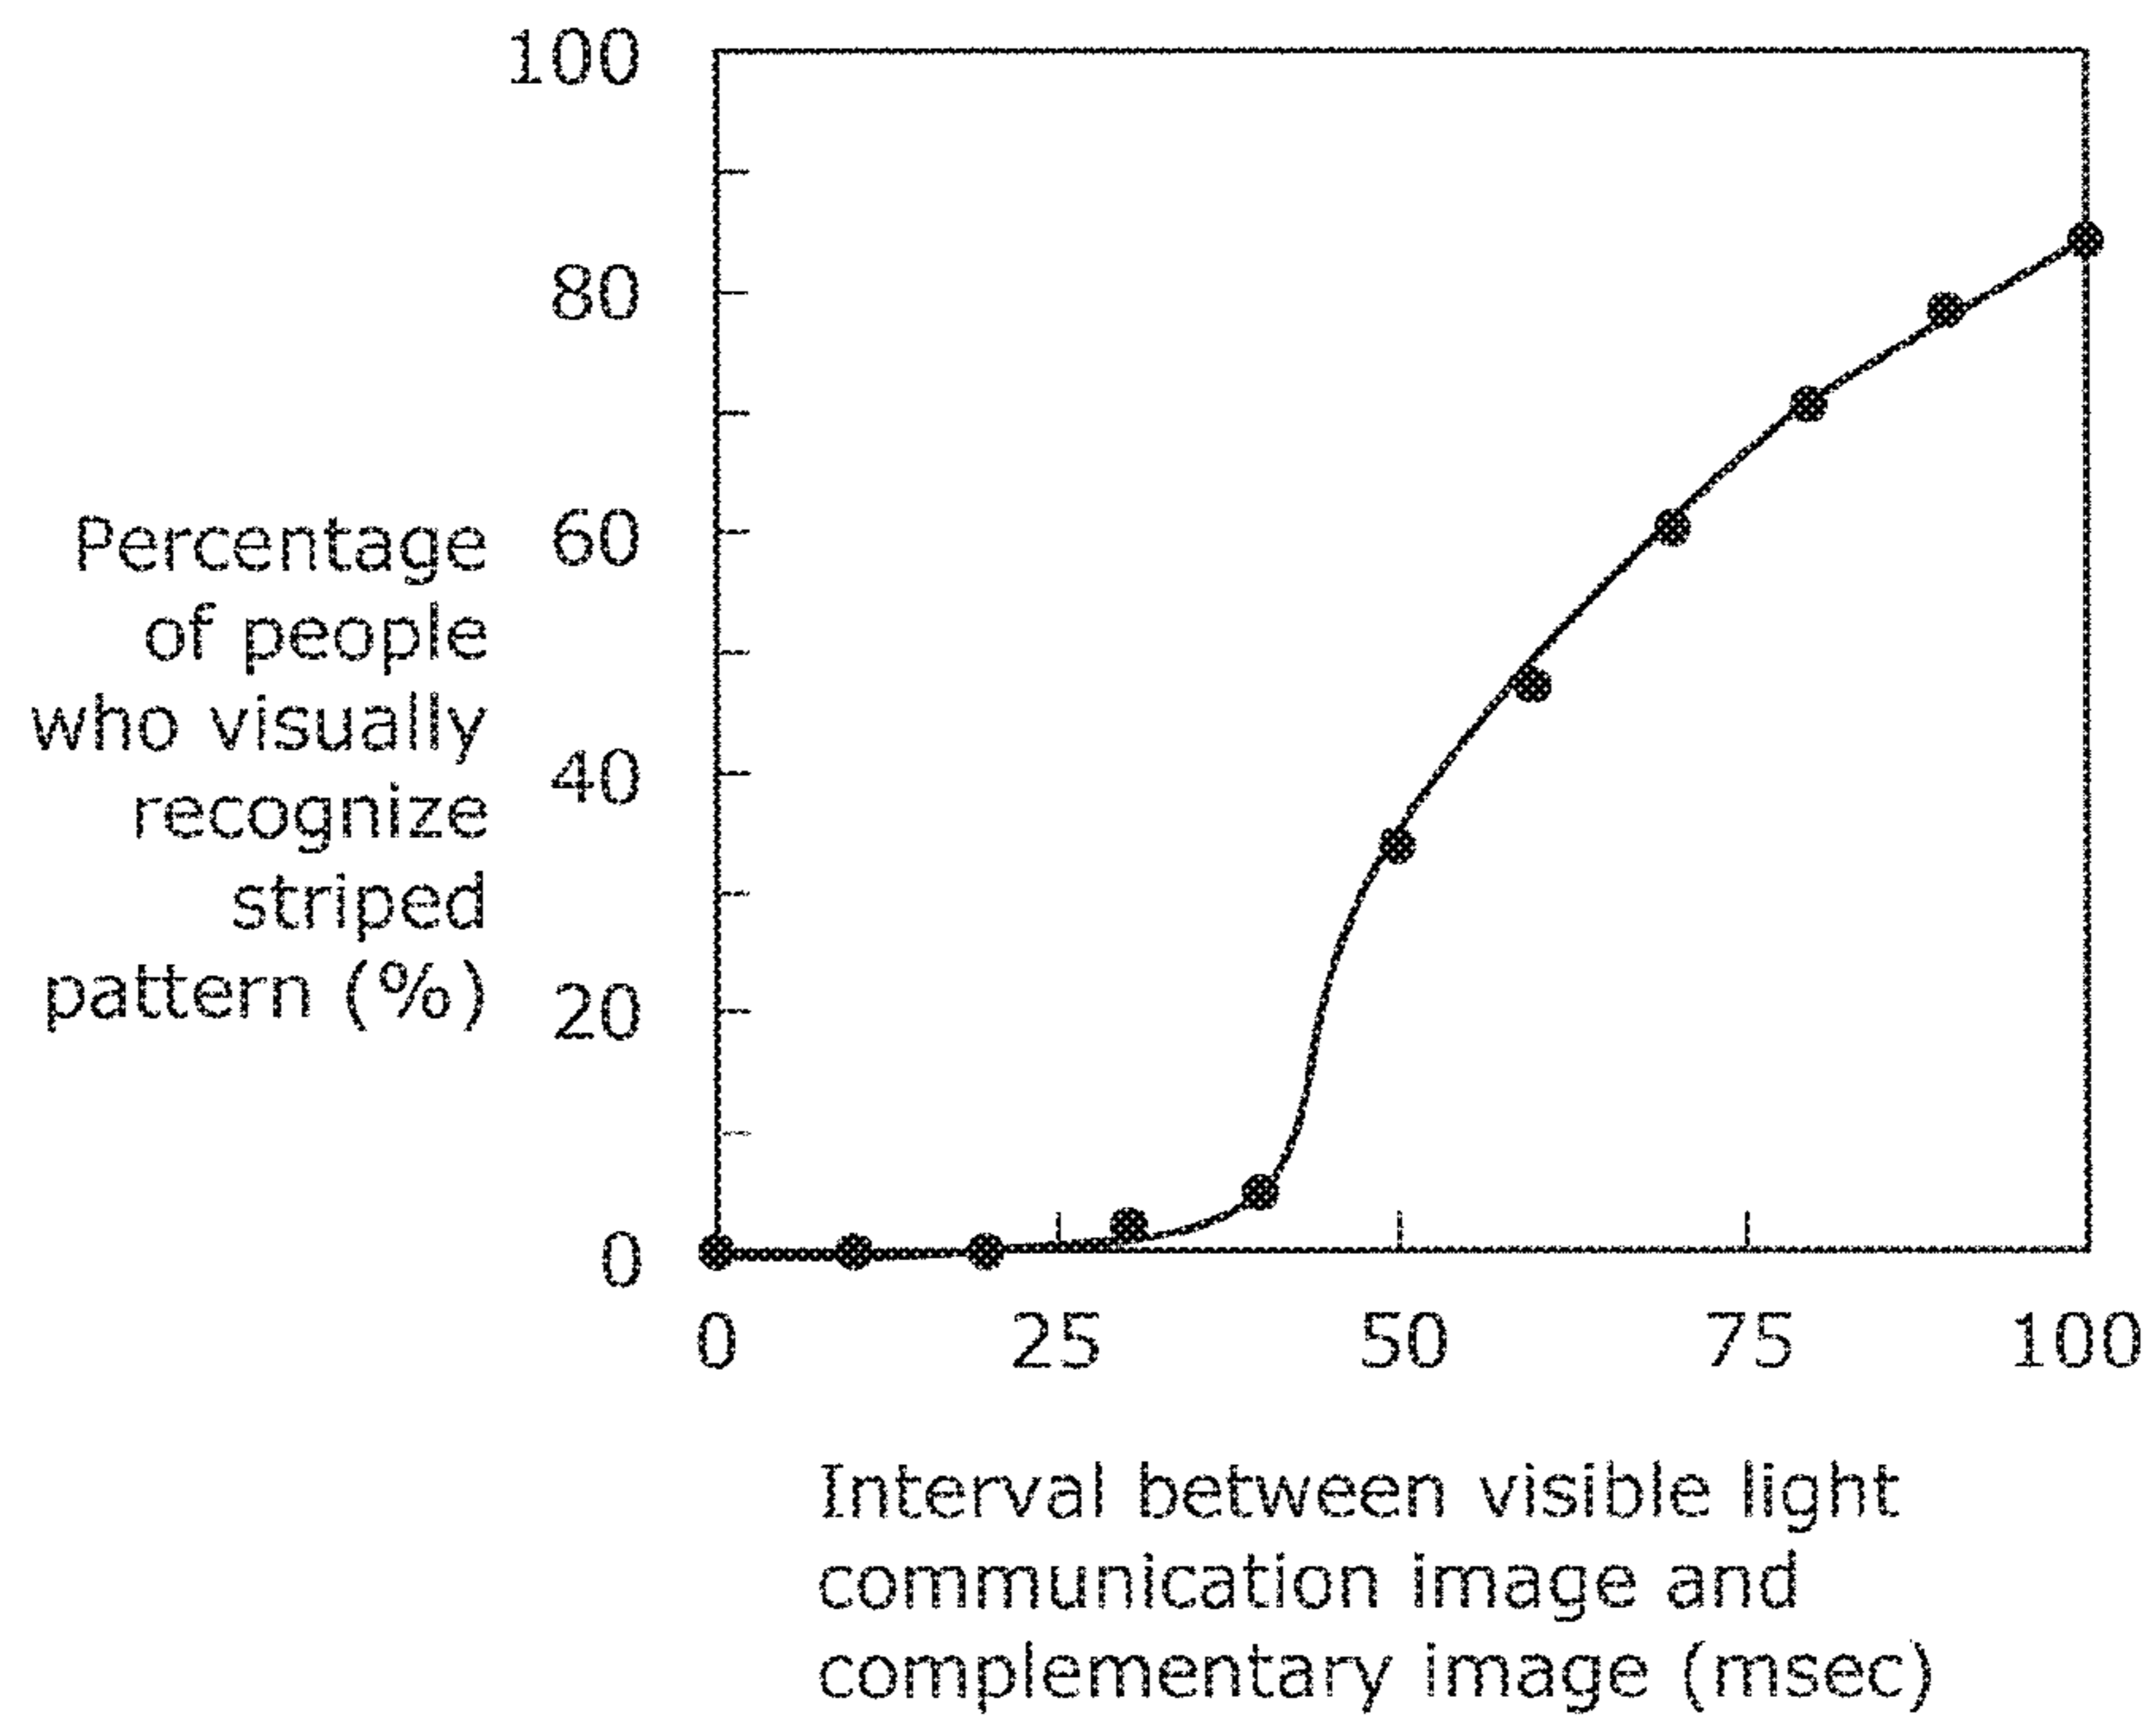 100
80
60
40
20
0
Percentage
of people
who visually
recognize
striped
pattern (%)
0 25 50 75 100
Interval between visible light
communication image and
complementary image (msec)